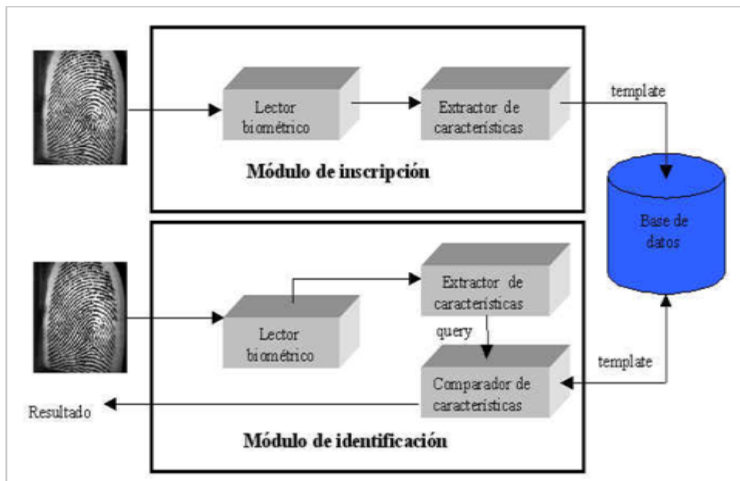 Lector
biométrico
Extractor de
características
template
Módulo de inscripción
Base de
datos
Lector
biométrico
Extractor de
características
query
Comparador de
características
template
Resultado
Módulo de identificación